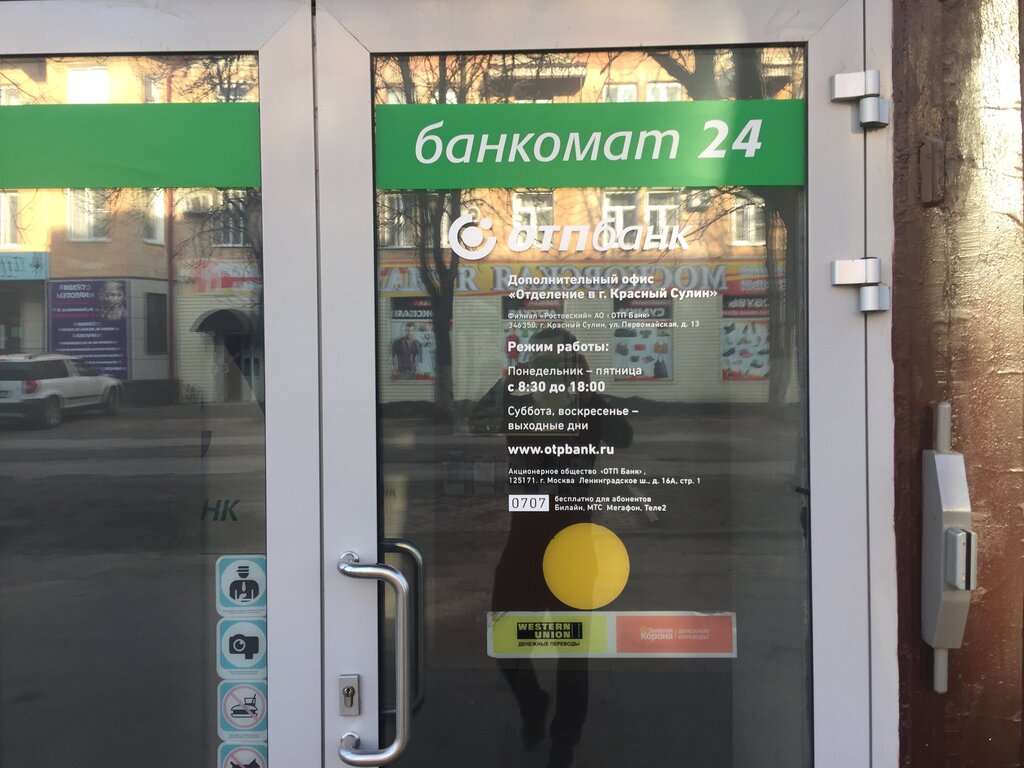 банкомат 24
отпбанк
Дополнительный офис
«Отделение в г. Красный Сулин»
Филиал «Ростовский» АО «ОТП Банк»
346350, г. Красный Сулин, ул. Первомайская, д. 13
Режим работы:
Понедельник – пятница
с 8:30 до 18:00
Суббота, воскресенье –
выходные дни
www.otpbank.ru
Акционерное общество «ОТП Банк»,
125171, г. Москва Ленинградское ш., д. 16А, стр. 1
0707 бесплатно для абонентов
Билайн, МТС Мегафон, Теле2
НК
WESTERN
UNION
ДЕНЕЖНЫЕ ПЕРЕВОДЫ
Золотая
Корона
ДЕНЕЖНЫЕ
ПЕРЕВОДЫ